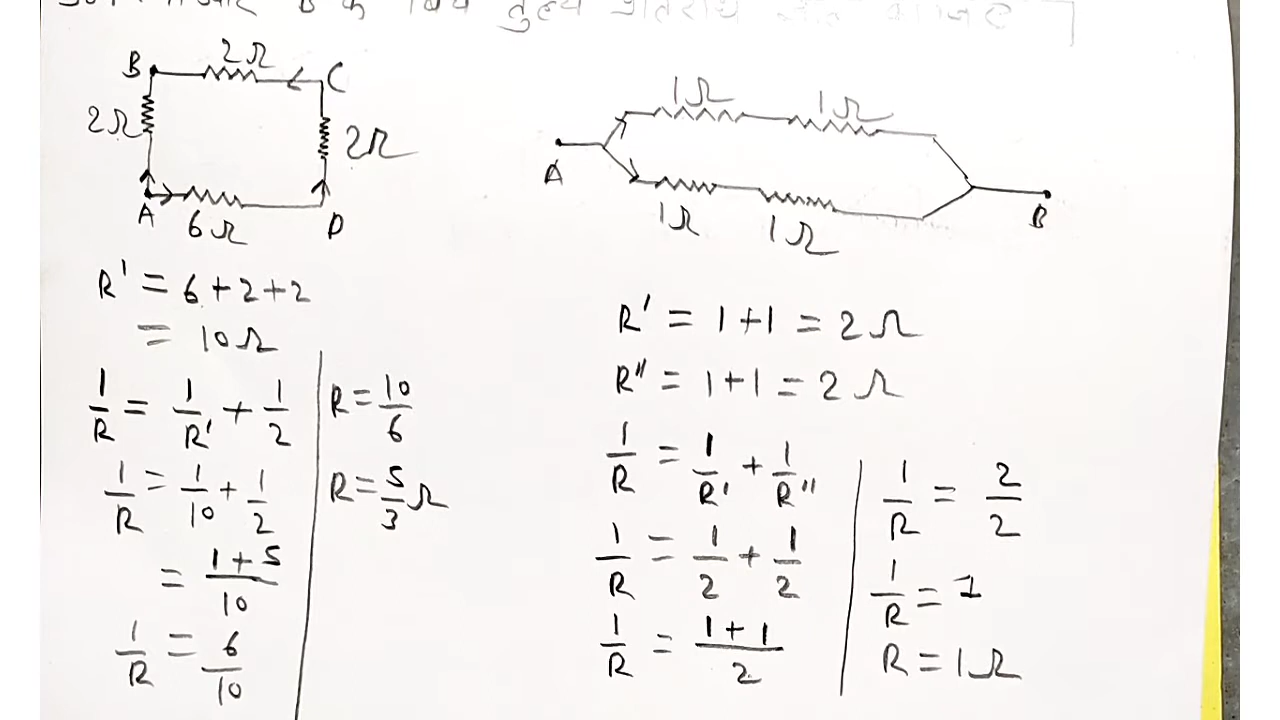 B के लिये तुल्य
2Ω
B
C
2Ω
2Ω
A
6Ω
D
R' = 6+2+2
= 10Ω
1/R = 1/R' + 1/2
1/R = 1/10 + 1/2
= 1+5/10
1/R = 6/10
R = 10/6
R = 5/3 Ω
1Ω
1Ω
A
B
1Ω
1Ω
R' = 1+1 = 2Ω
R" = 1+1 = 2Ω
1/R = 1/R' + 1/R"
1/R = 1/2 + 1/2
1/R = 1+1/2
1/R = 2/2
1/R = 1
R = 1Ω